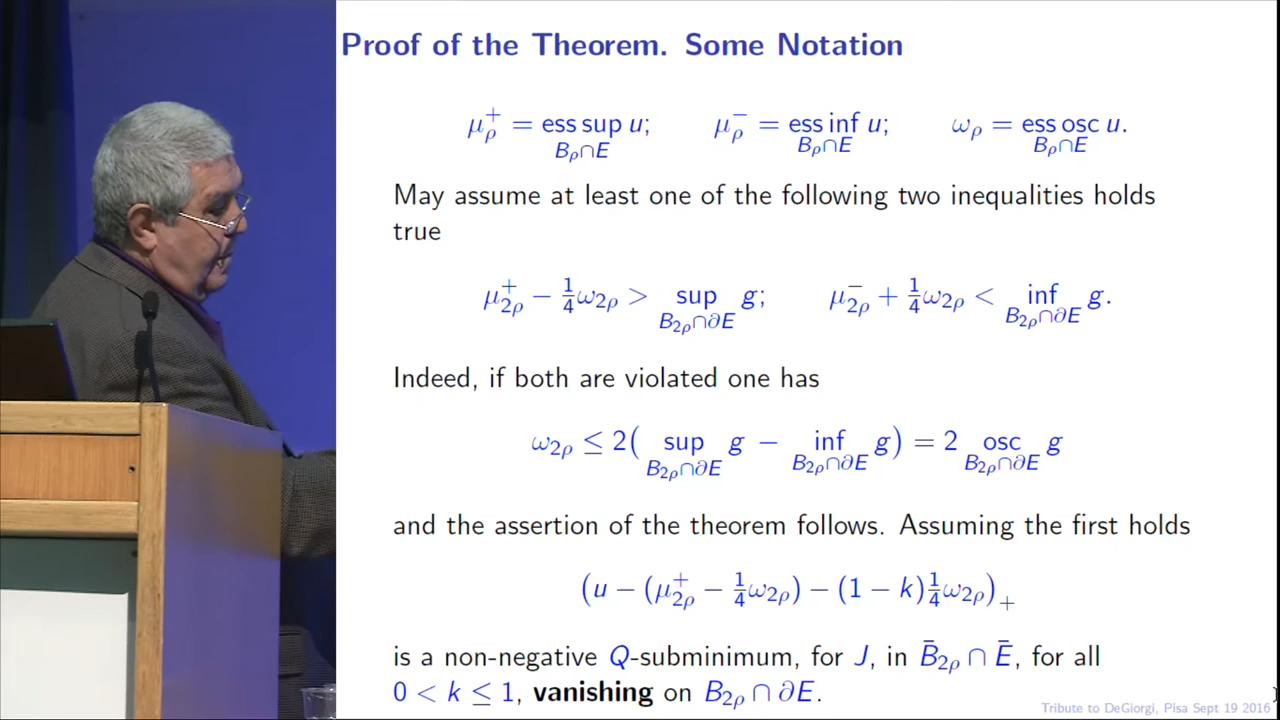 Proof of the Theorem. Some Notation
μ⁺_ρ = ess sup_{B_ρ∩E} u;   μ⁻_ρ = ess inf_{B_ρ∩E} u;   ω_ρ = ess osc_{B_ρ∩E} u.
May assume at least one of the following two inequalities holds
true
μ⁺_{2ρ} − ¼ω_{2ρ} > sup_{B_{2ρ}∩∂E} g;   μ⁻_{2ρ} + ¼ω_{2ρ} < inf_{B_{2ρ}∩∂E} g.
Indeed, if both are violated one has
ω_{2ρ} ≤ 2( sup_{B_{2ρ}∩∂E} g − inf_{B_{2ρ}∩∂E} g) = 2 osc_{B_{2ρ}∩∂E} g
and the assertion of the theorem follows. Assuming the first holds
(u − (μ⁺_{2ρ} − ¼ω_{2ρ}) − (1 − k)¼ω_{2ρ})₊
is a non-negative Q-subminimum, for J, in B̄_{2ρ} ∩ Ē, for all
0 < k ≤ 1, vanishing on B_{2ρ} ∩ ∂E.
Tribute to DeGiorgi, Pisa Sept 19 2016